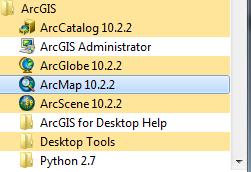 ArcGIS
ArcCatalog 10.2.2
ArcGIS Administrator
ArcGlobe 10.2.2
ArcMap 10.2.2
ArcScene 10.2.2
ArcGIS for Desktop Help
Desktop Tools
Python 2.7